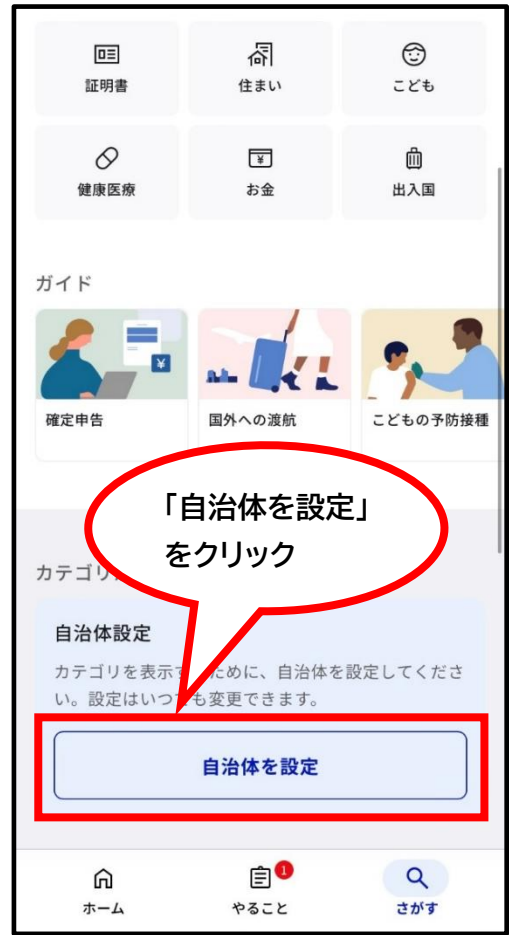 証明書
住まい
こども
健康医療
お金
出入国
ガイド
確定申告
国外への渡航
こどもの予防接種
「自治体を設定」
をクリック
カテゴリ
自治体設定
カテゴリを表示す ために、自治体を設定してくださ
い。設定はいつ も変更できます。
自治体を設定
1
ホーム
やること
さがす